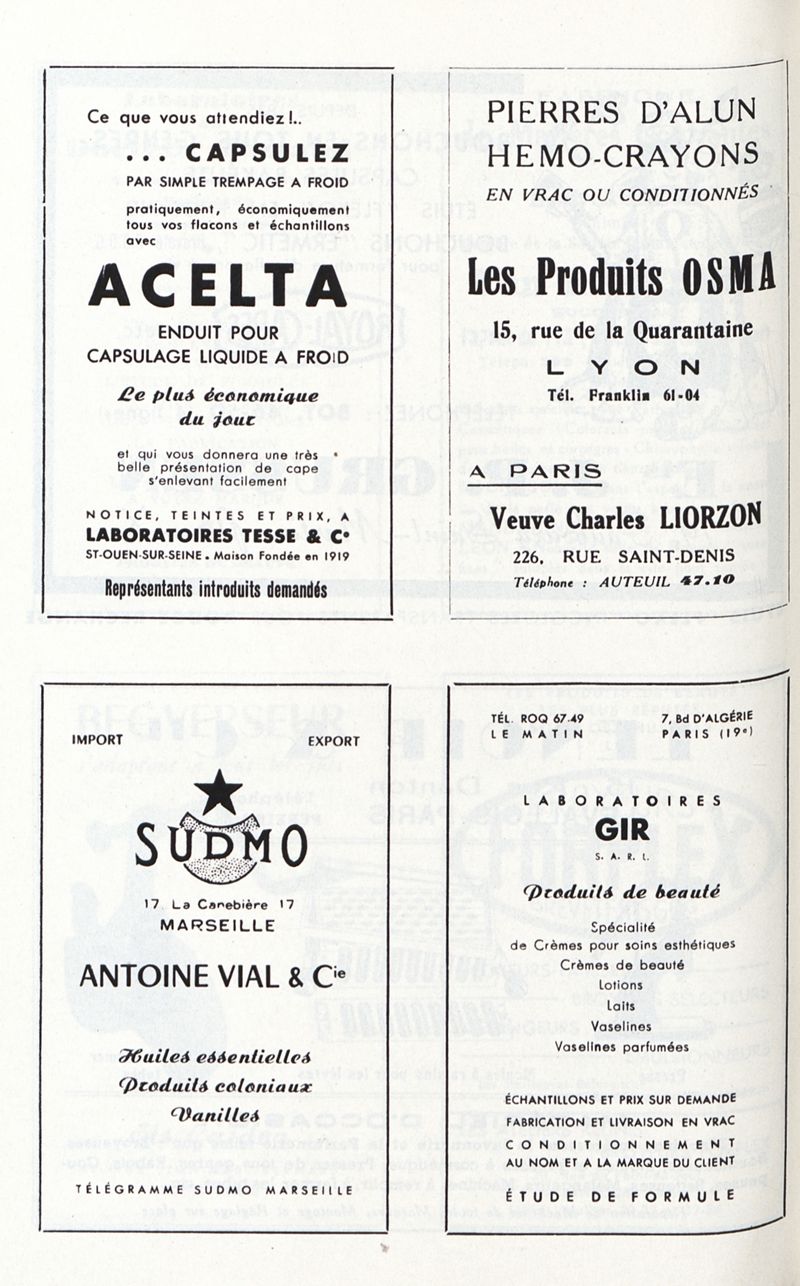 Ce que vous attendiez !..
... CAPSULEZ
PAR SIMPLE TREMPAGE A FROID
pratiquement, économiquement
tous vos flacons et échantillons
avec
ACELTA
ENDUIT POUR
CAPSULAGE LIQUIDE A FROID
Le plus économique
du jour
et qui vous donnera une très
belle présentation de cape
s'enlevant facilement
NOTICE, TEINTES ET PRIX, A
LABORATOIRES TESSE & Cº
ST-OUEN-SUR-SEINE. Maison Fondée en 1919
Représentants introduits demandés
PIERRES D'ALUN
HEMO-CRAYONS
EN VRAC OU CONDITIONNÉS
Les Produits OSMA
15, rue de la Quarantaine
LYON
Tél. Franklin 61-04
A PARIS
Veuve Charles LIORZON
226, RUE SAINT-DENIS
Téléphone : AUTEUIL 47.10
IMPORT EXPORT
SUDMO
17 La Canebière 17
MARSEILLE
ANTOINE VIAL & Cie
Huiles essentielles
Produits coloniaux
Vanilles
TÉLÉGRAMME SUDMO MARSEILLE
TÉL. ROQ 67-49 7, Bd D'ALGÉRIE
LE MATIN PARIS (19e)
LABORATOIRES
GIR
S. A. R. L.
Produits de beauté
Spécialité
de Crèmes pour soins esthétiques
Crèmes de beauté
Lotions
Laits
Vaselines
Vaselines parfumées
ÉCHANTILLONS ET PRIX SUR DEMANDE
FABRICATION ET LIVRAISON EN VRAC
CONDITIONNEMENT
AU NOM ET A LA MARQUE DU CLIENT
ÉTUDE DE FORMULE